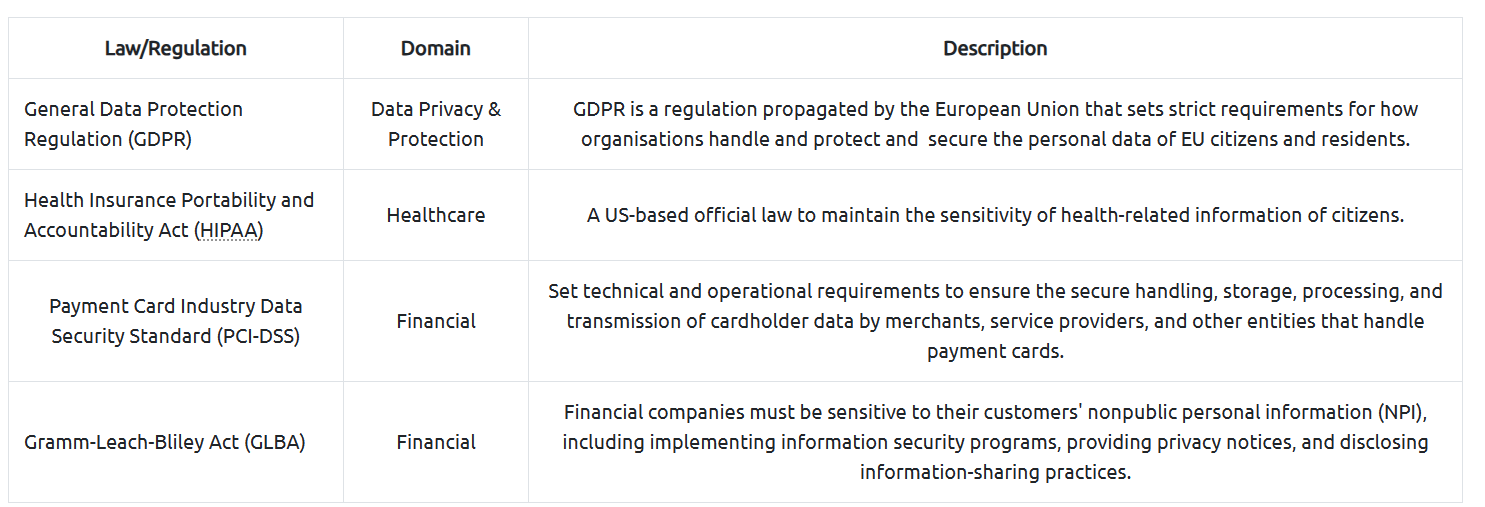 Law/Regulation
Domain
Description
General Data Protection
Regulation (GDPR)
Data Privacy &
Protection
GDPR is a regulation propagated by the European Union that sets strict requirements for how
organisations handle and protect and  secure the personal data of EU citizens and residents.
Health Insurance Portability and
Accountability Act (HIPAA)
Healthcare
A US-based official law to maintain the sensitivity of health-related information of citizens.
Payment Card Industry Data
Security Standard (PCI-DSS)
Financial
Set technical and operational requirements to ensure the secure handling, storage, processing, and
transmission of cardholder data by merchants, service providers, and other entities that handle
payment cards.
Gramm-Leach-Bliley Act (GLBA)
Financial
Financial companies must be sensitive to their customers' nonpublic personal information (NPI),
including implementing information security programs, providing privacy notices, and disclosing
information-sharing practices.